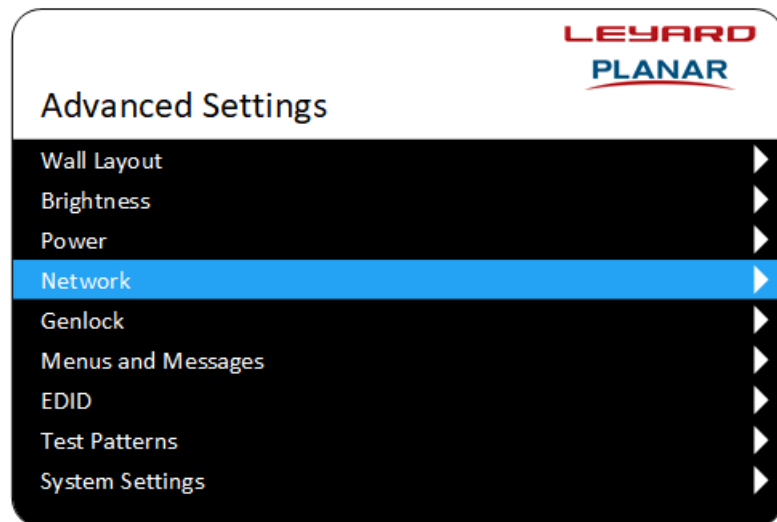 LEYARD
PLANAR
Advanced Settings
Wall Layout
Brightness
Power
Network
Genlock
Menus and Messages
EDID
Test Patterns
System Settings